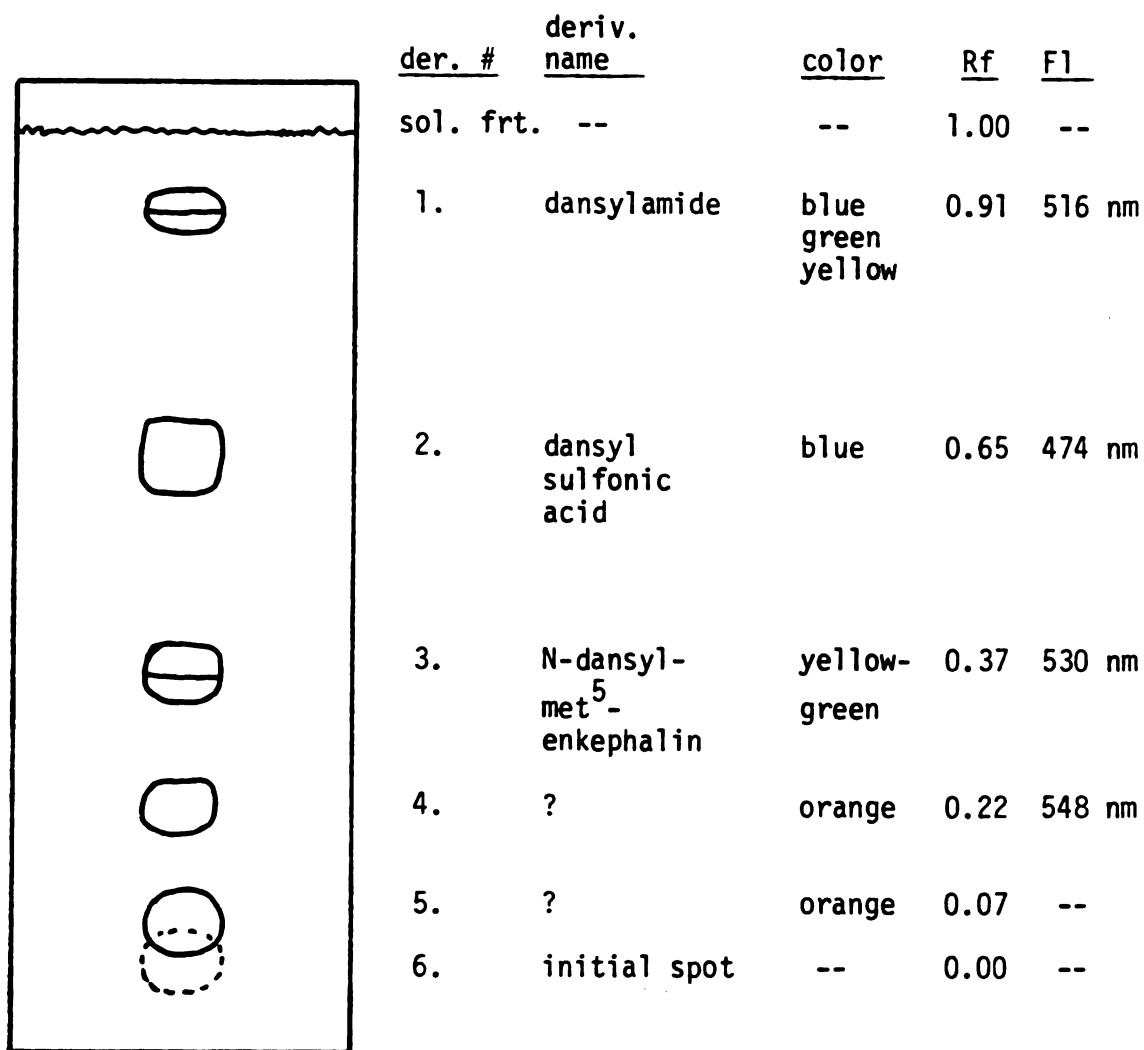 deriv.
der. # name color Rf Fl
sol. frt. -- -- 1.00 --
1. dansylamide blue 0.91 516 nm
green
yellow
2. dansyl blue 0.65 474 nm
sulfonic
acid
3. N-dansyl- yellow- 0.37 530 nm
met5- green
enkephalin
4. ? orange 0.22 548 nm
5. ? orange 0.07 --
6. initial spot -- 0.00 --